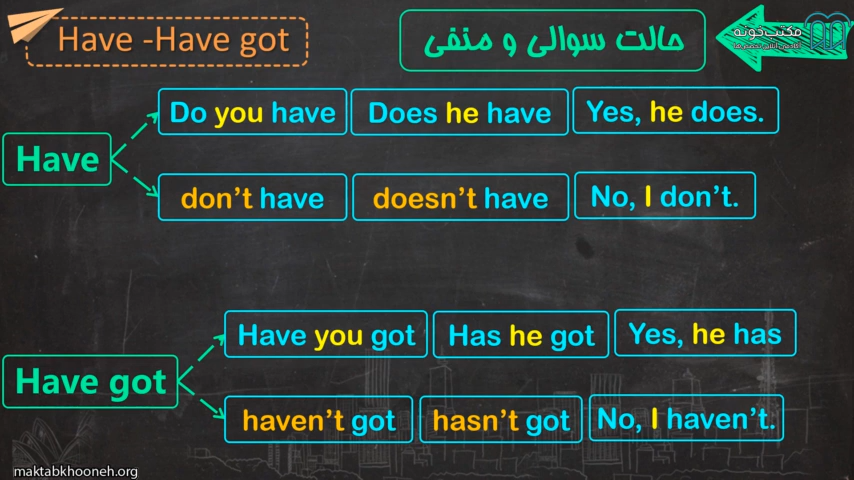 Have -Have got
حالت سوالی و منفی
مکتب‌خونه
Do you have
Does he have
Yes, he does.
Have
don't have
doesn't have
No, I don't.
Have you got
Has he got
Yes, he has
Have got
haven't got
hasn't got
No, I haven't.
maktabkhooneh.org